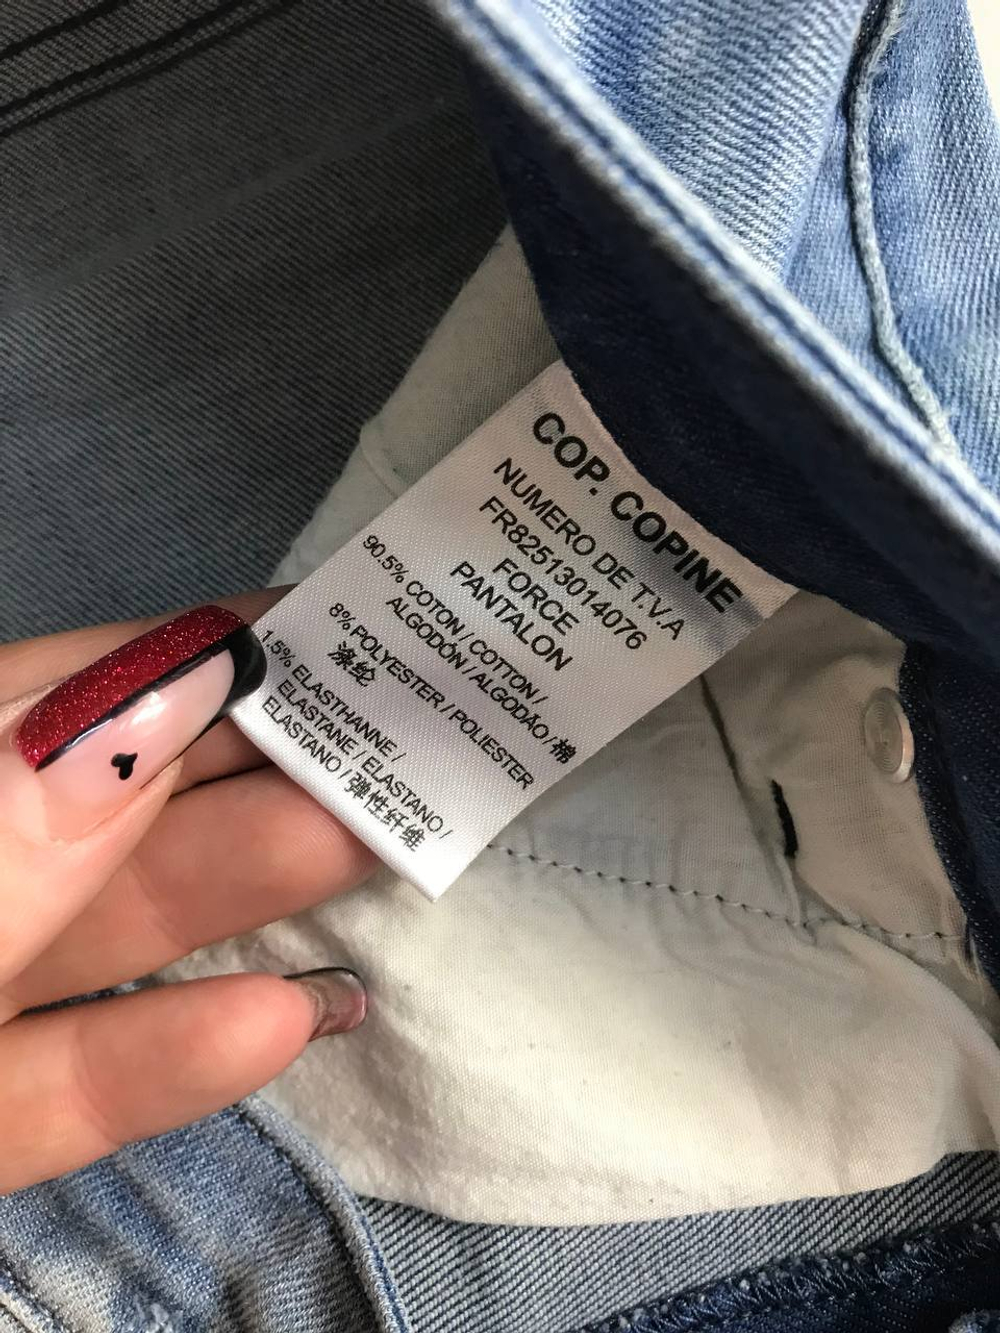 COP. COPINE
NUMERO DE T.V.A
FR82513014076
FORCE
PANTALON
90.5% COTON / COTTON /
ALGODÓN / ALGODÃO / 棉
8% POLYESTER / POLIESTER
涤纶
1.5% ELASTHANNE /
ELASTANE / ELASTANO /
ELASTANO / 弹性纤维